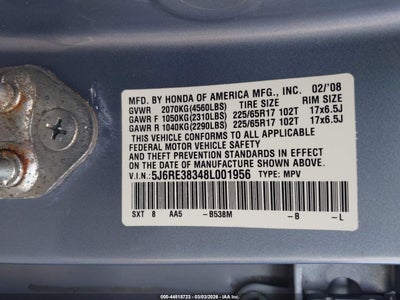 MFD. BY HONDA OF AMERICA MFG., INC. 02/'08
GVWR 2070KG(4560LBS) TIRE SIZE RIM SIZE
GAWR F 1050KG(2310LBS) 225/65R17 102T 17x6.5J
GAWR R 1040KG(2290LBS) 225/65R17 102T 17x6.5J
THIS VEHICLE CONFORMS TO ALL APPLICABLE
FEDERAL MOTOR VEHICLE SAFETY
AND THEFT PREVENTION STANDARDS IN EFFECT
ON THE DATE OF MANUFACTURE SHOWN ABOVE.
V.I.N.: 5J6RE38348L001956 TYPE: MPV
SXT 8 AA5 -B538M -B -L
000-44518733 - 03/03/2026 - IAAI.COM